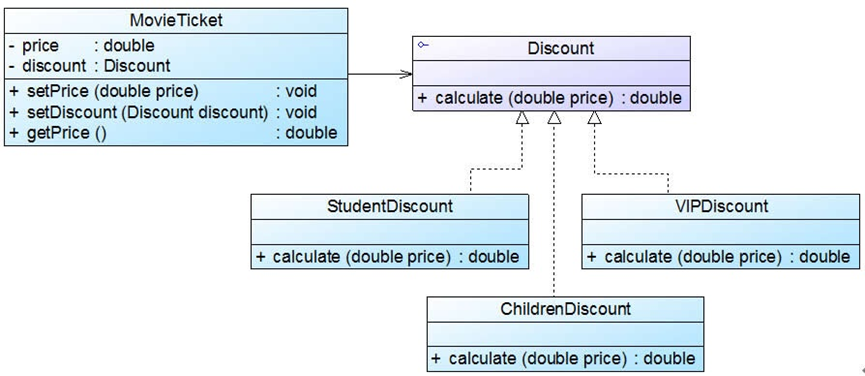 MovieTicket
- price : double
- discount : Discount
+ setPrice (double price) : void
+ setDiscount (Discount discount) : void
+ getPrice () : double
Discount
+ calculate (double price) : double
StudentDiscount
+ calculate (double price) : double
VIPDiscount
+ calculate (double price) : double
ChildrenDiscount
+ calculate (double price) : double